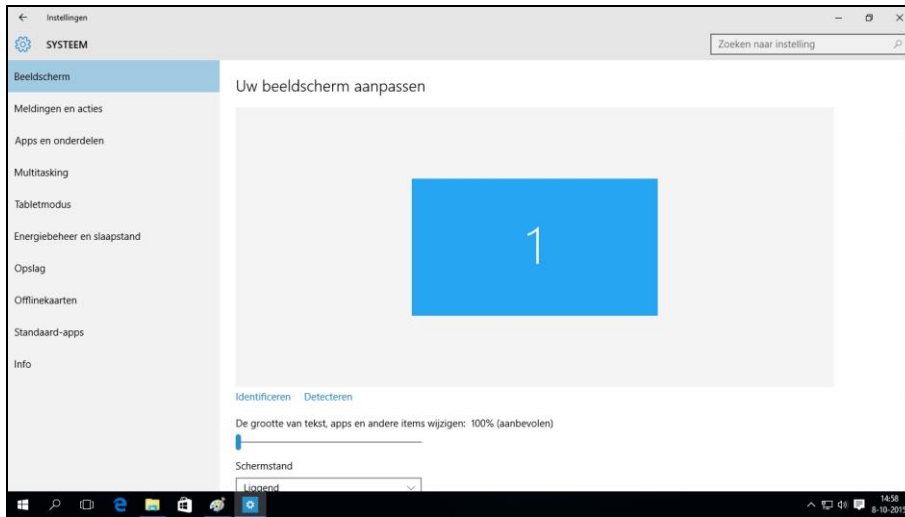 Instellingen
SYSTEEM
Zoeken naar instelling
Beeldscherm
Meldingen en acties
Apps en onderdelen
Multitasking
Tabletmodus
Energiebeheer en slaapstand
Opslag
Offlinekaarten
Standaard-apps
Info
Uw beeldscherm aanpassen
1
Identificeren Detecteren
De grootte van tekst, apps en andere items wijzigen: 100% (aanbevolen)
Schermstand
Liggend
14:58
8-10-2015